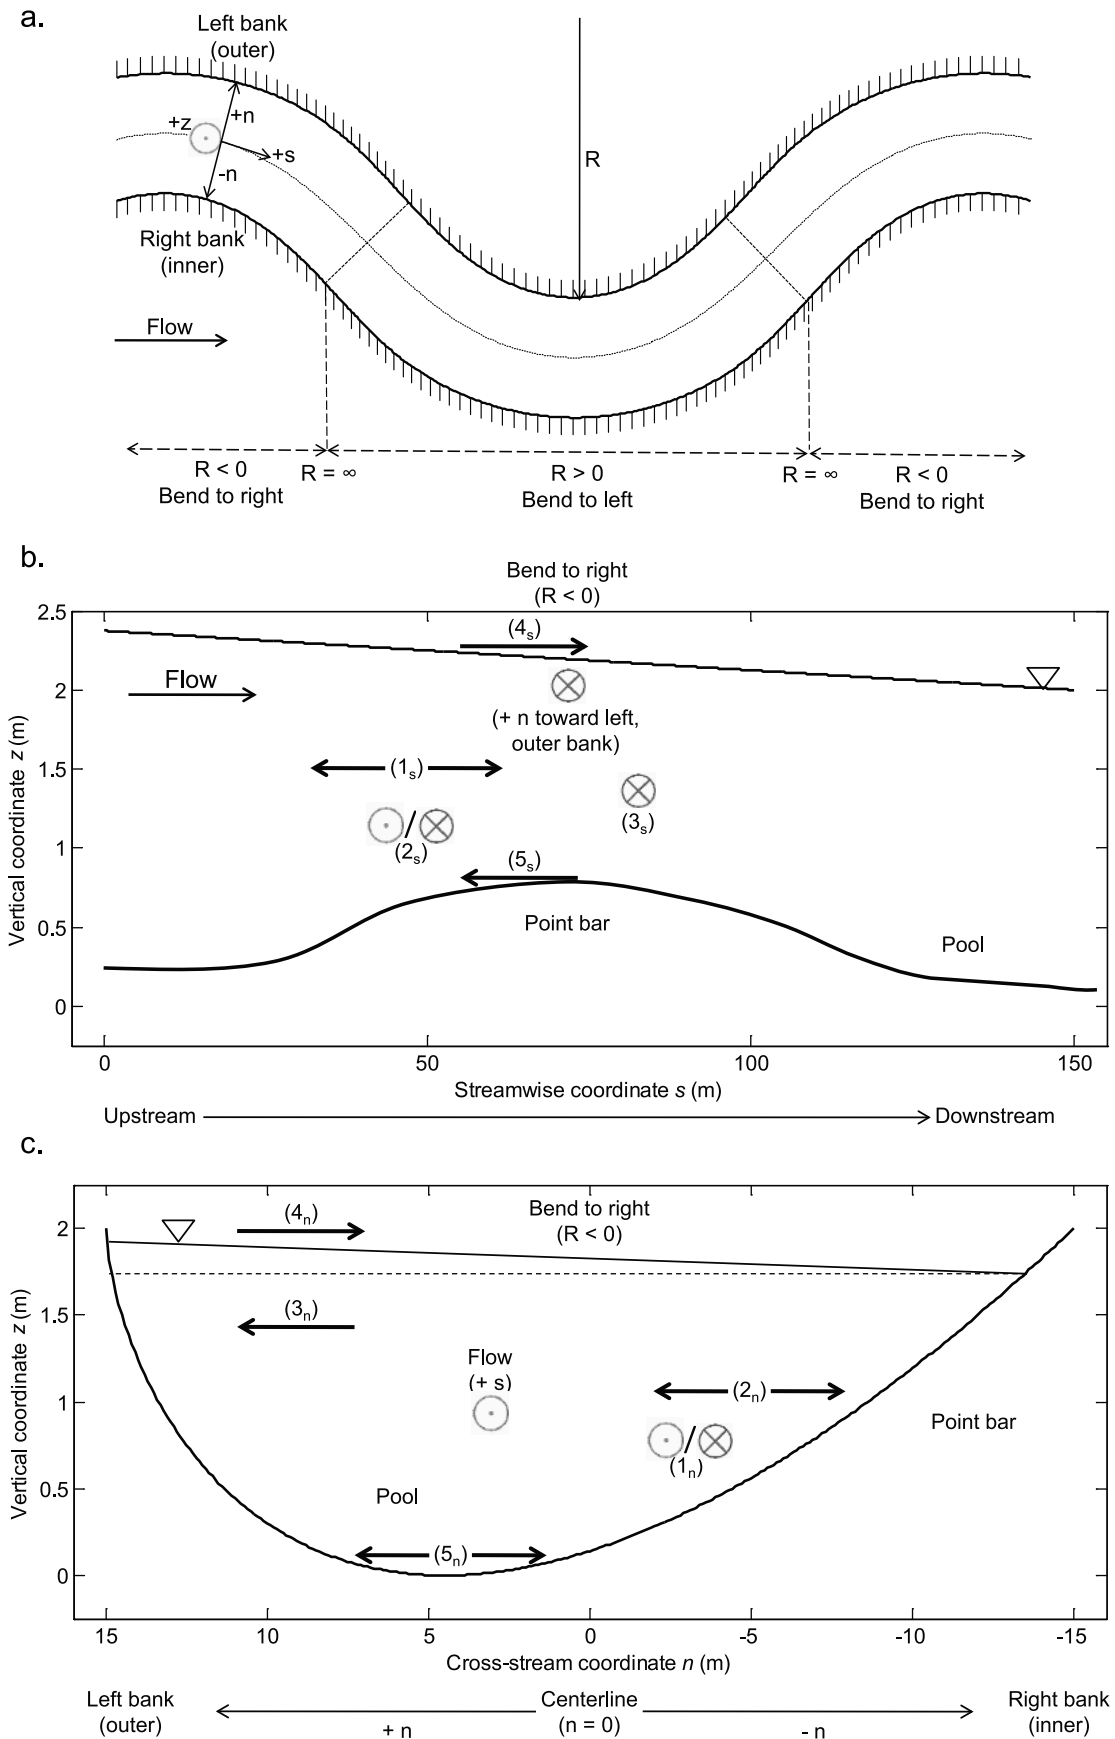 a.
Left bank
(outer)
+n
+z
+s
-n
R
Right bank
(inner)
Flow
R < 0
Bend to right
R = ∞
R > 0
Bend to left
R = ∞
R < 0
Bend to right
b.
Bend to right
(R < 0)
2.5
2
1.5
1
0.5
0
Vertical coordinate z (m)
(4s)
Flow
(+ n toward left,
outer bank)
(1s)
(2s)
/
(3s)
(5s)
Point bar
Pool
0
50
100
150
Streamwise coordinate s (m)
Upstream
Downstream
c.
Bend to right
(R < 0)
2
1.5
1
0.5
0
Vertical coordinate z (m)
(4n)
(3n)
Flow
(+ s)
(2n)
/
(1n)
Point bar
Pool
(5n)
15
10
5
0
-5
-10
-15
Cross-stream coordinate n (m)
Left bank
(outer)
+ n
Centerline
(n = 0)
- n
Right bank
(inner)